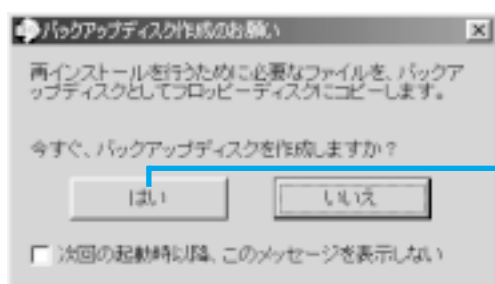 バックアップディスク作成のお願い
再インストールを行うために必要なファイルを、バックア
ップディスクとしてフロッピーディスクにコピーします。
今すぐ、バックアップディスクを作成しますか？
はい
いいえ
次回の起動時以降、このメッセージを表示しない